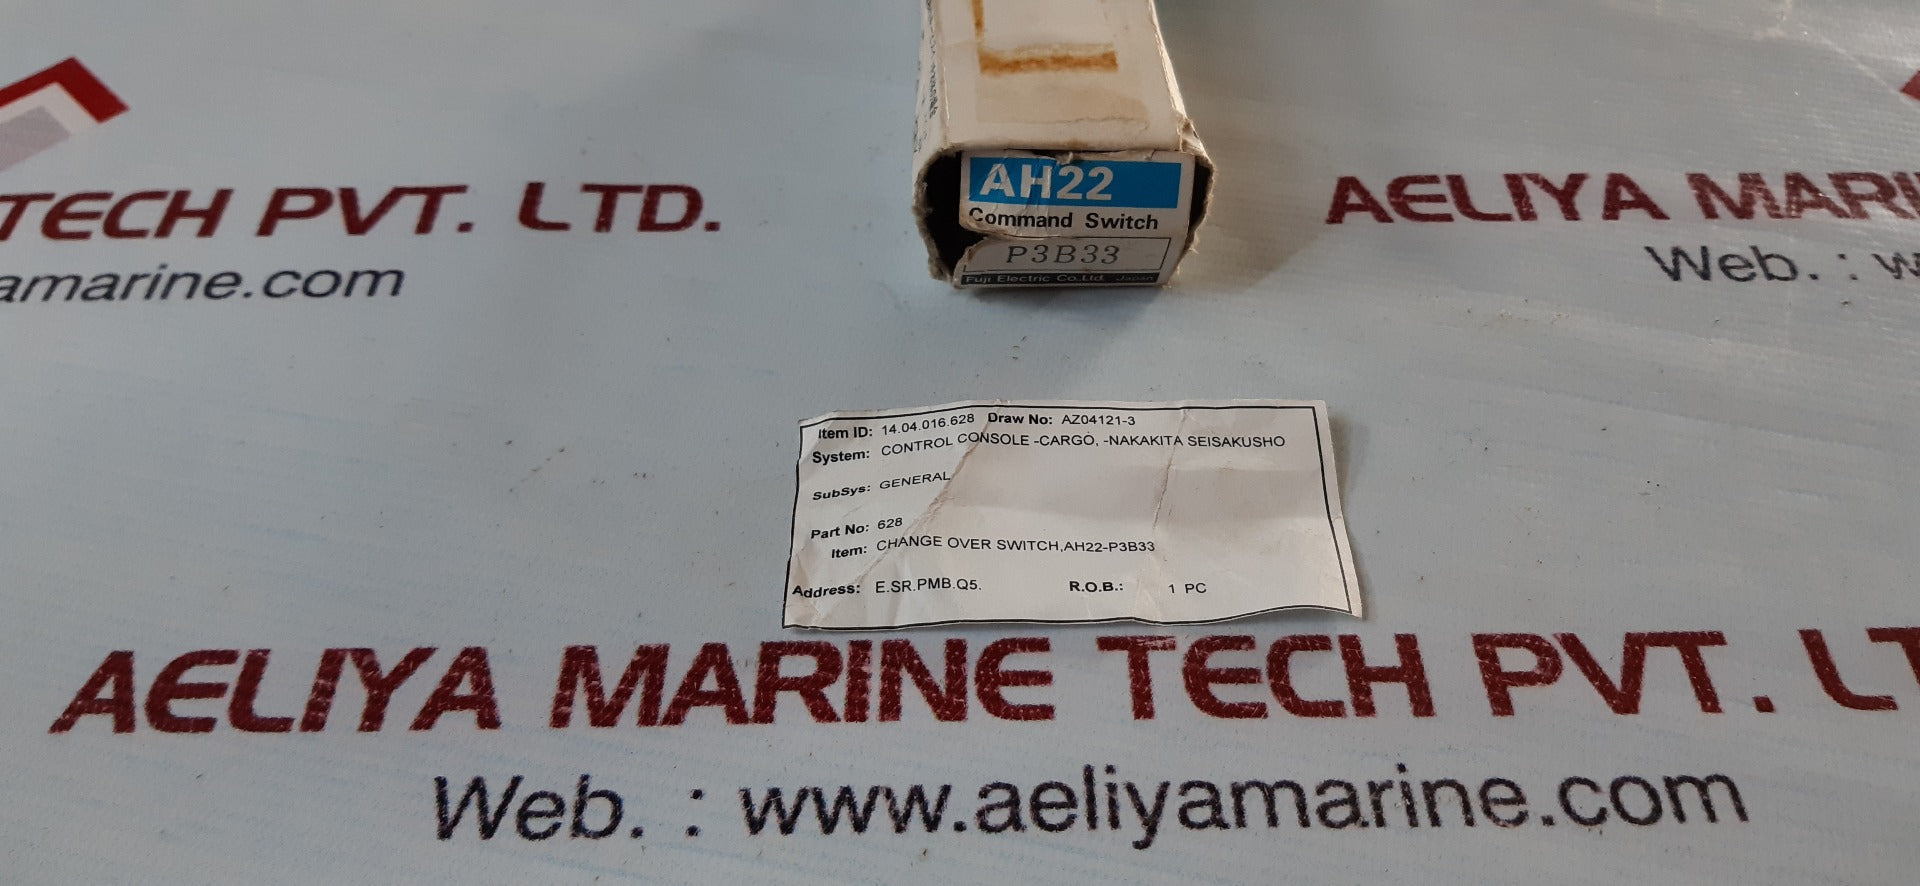 AH22
Command Switch
P3B33
Fuji Electric Co.Ltd. Japan
TECH PVT. LTD.
AELIYA
amarine.com
Web. :
Item ID: 14.04.016.628 Draw No: AZ04121-3
System: CONTROL CONSOLE -CARGO, -NAKAKITA SEISAKUSHO
SubSys: GENERAL
Part No: 628
Item: CHANGE OVER SWITCH,AH22-P3B33
Address: E.SR.PMB.Q5. R.O.B.: 1 PC
AELIYA MARINE TECH PVT. LT
Web. : www.aeliyamarine.com